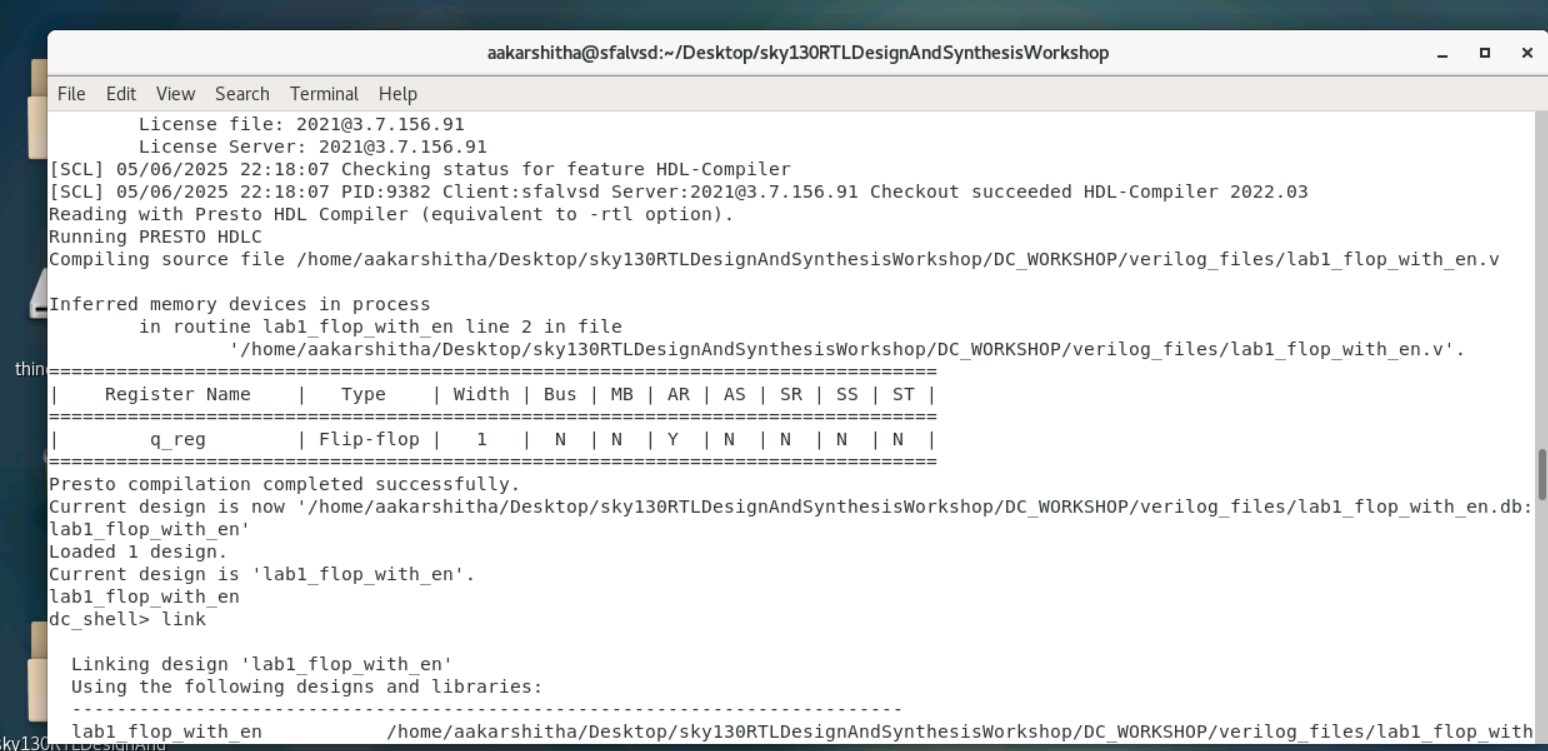 aakarshitha@sfalvsd:~/Desktop/sky130RTLDesignAndSynthesisWorkshop
File Edit View Search Terminal Help
License file: 2021@3.7.156.91
License Server: 2021@3.7.156.91
[SCL] 05/06/2025 22:18:07 Checking status for feature HDL-Compiler
[SCL] 05/06/2025 22:18:07 PID:9382 Client:sfalvsd Server:2021@3.7.156.91 Checkout succeeded HDL-Compiler 2022.03
Reading with Presto HDL Compiler (equivalent to -rtl option).
Running PRESTO HDLC
Compiling source file /home/aakarshitha/Desktop/sky130RTLDesignAndSynthesisWorkshop/DC_WORKSHOP/verilog_files/lab1_flop_with_en.v
Inferred memory devices in process
in routine lab1_flop_with_en line 2 in file
'/home/aakarshitha/Desktop/sky130RTLDesignAndSynthesisWorkshop/DC_WORKSHOP/verilog_files/lab1_flop_with_en.v'.
===============================================================================
| Register Name | Type | Width | Bus | MB | AR | AS | SR | SS | ST |
===============================================================================
| q_reg | Flip-flop | 1 | N | N | Y | N | N | N | N |
===============================================================================
Presto compilation completed successfully.
Current design is now '/home/aakarshitha/Desktop/sky130RTLDesignAndSynthesisWorkshop/DC_WORKSHOP/verilog_files/lab1_flop_with_en.db:
lab1_flop_with_en'
Loaded 1 design.
Current design is 'lab1_flop_with_en'.
lab1_flop_with_en
dc_shell> link
Linking design 'lab1_flop_with_en'
Using the following designs and libraries:
--------------------------------------------------------------------------
lab1_flop_with_en /home/aakarshitha/Desktop/sky130RTLDesignAndSynthesisWorkshop/DC_WORKSHOP/verilog_files/lab1_flop_with
thin